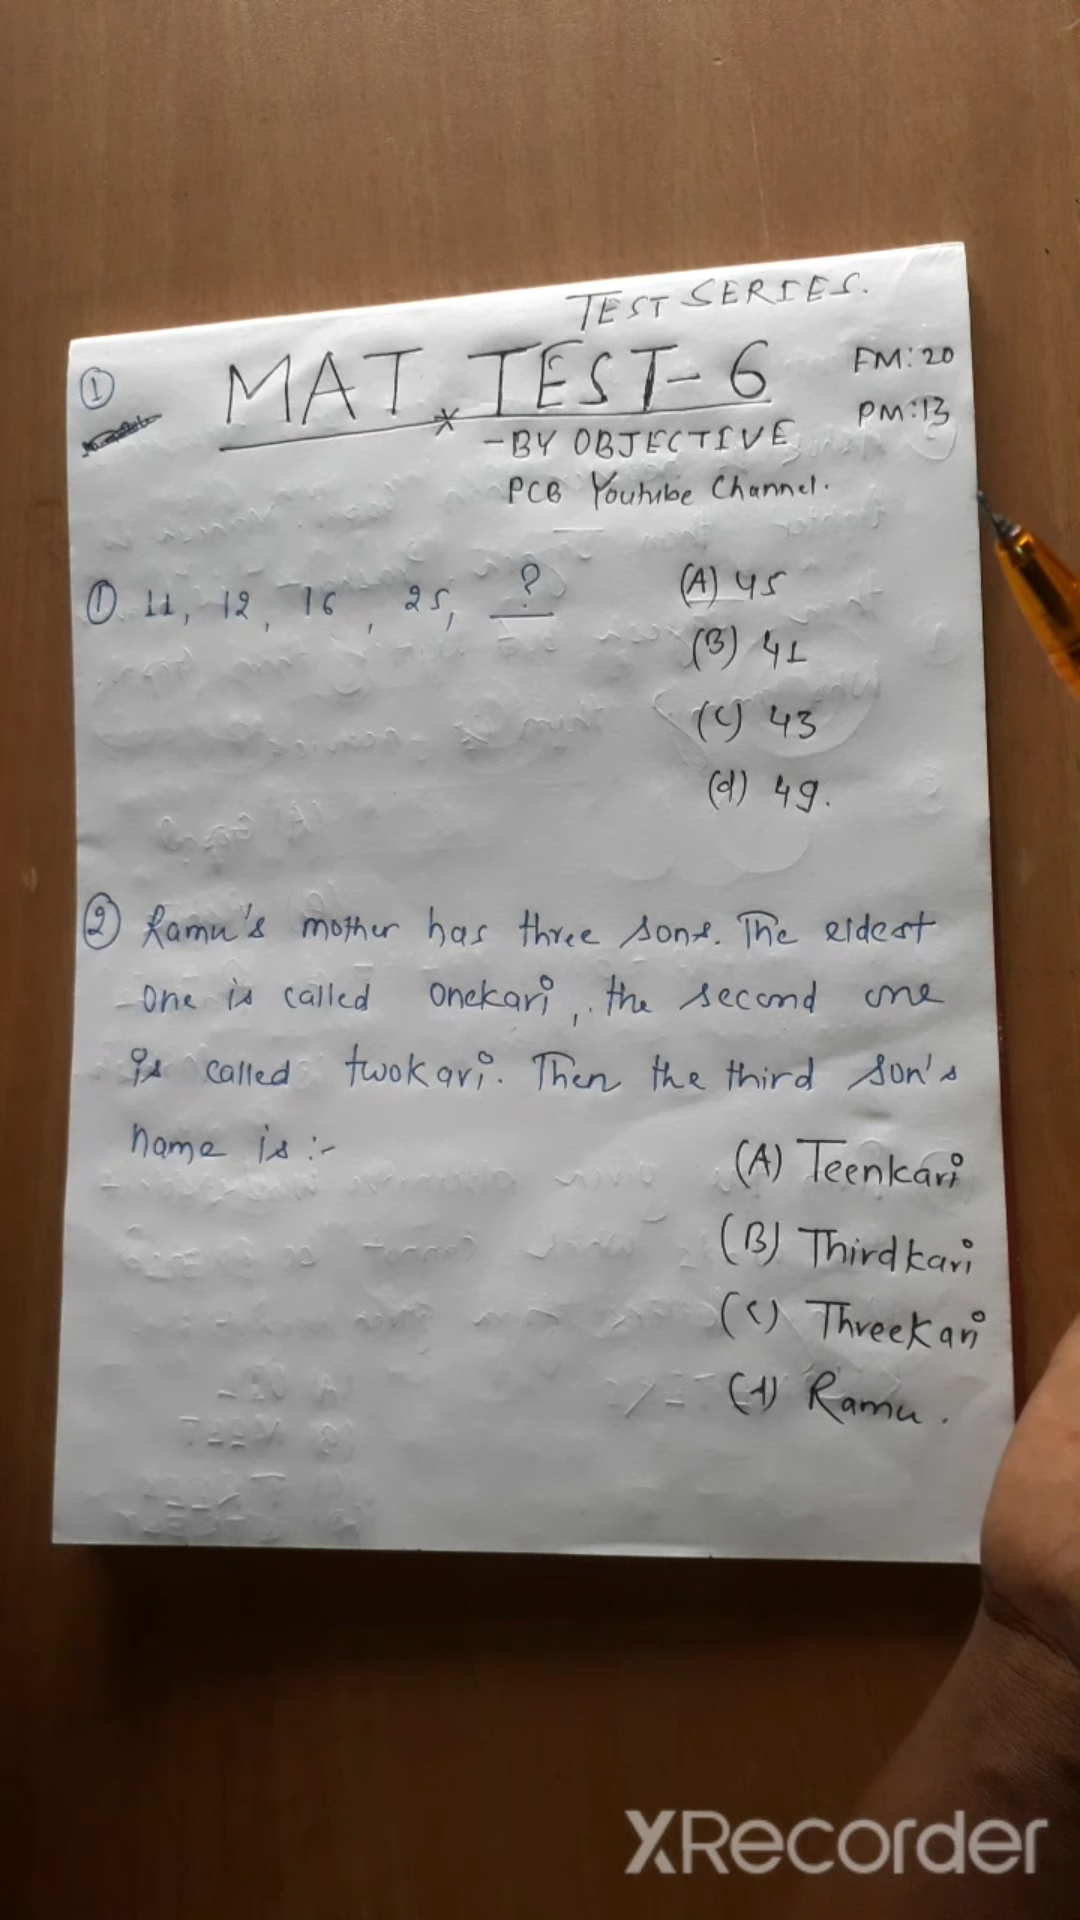 TEST SERIES.
① MAT TEST-6 FM:20
PM:13
-BY OBJECTIVE
PCB Youtube Channel.
① 11, 12, 16, 25, ?
(A) 45
(B) 41
(C) 43
(d) 49.
② Ramu's mother has three sons. The eldest
one is called onekari, the second one
is called twokari. Then the third son's
name is :-
(A) Teenkari
(B) Thirdkari
(C) Threekari
(d) Ramu.
XRecorder